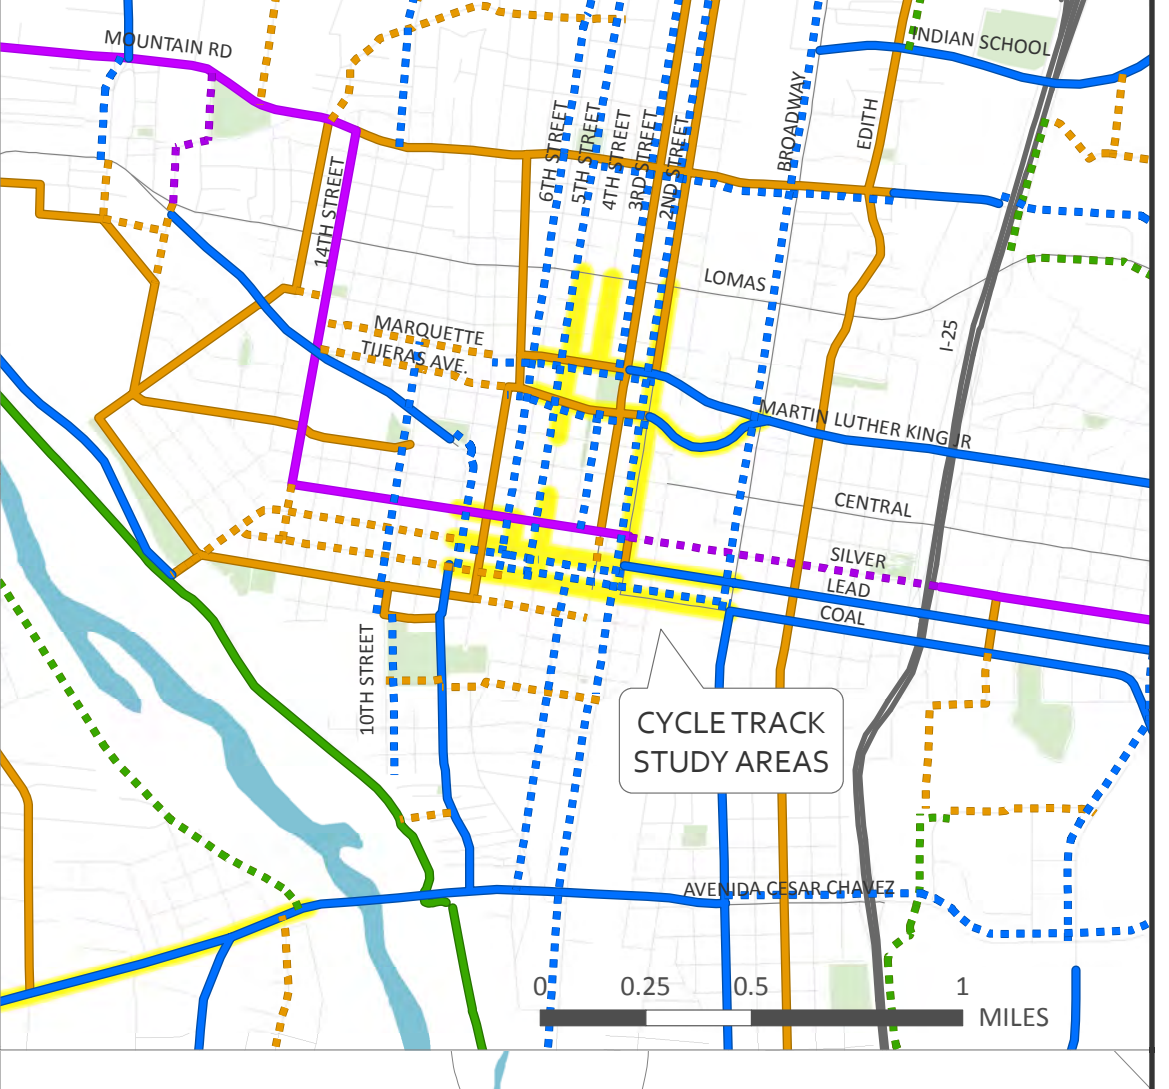 MOUNTAIN RD
INDIAN SCHOOL
BROADWAY
EDITH
6TH STREET
5TH STREET
4TH STREET
3RD STREET
2ND STREET
14TH STREET
LOMAS
MARQUETTE
TIJERAS AVE.
I-25
MARTIN LUTHER KING JR
CENTRAL
SILVER
LEAD
COAL
10TH STREET
CYCLE TRACK
STUDY AREAS
AVENIDA CESAR CHAVEZ
0 0.25 0.5 1
MILES